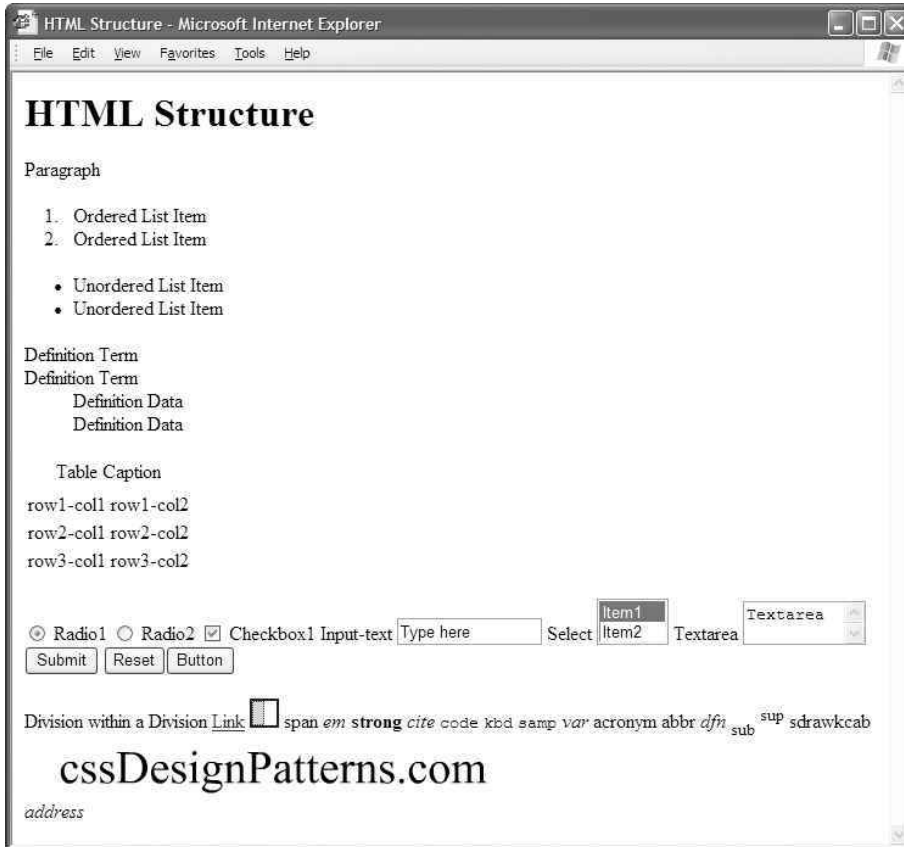 HTML Structure - Microsoft Internet Explorer
File Edit View Favorites Tools Help
HTML Structure
Paragraph
1. Ordered List Item
2. Ordered List Item
• Unordered List Item
• Unordered List Item
Definition Term
Definition Term
Definition Data
Definition Data
Table Caption
row1-col1 row1-col2
row2-col1 row2-col2
row3-col1 row3-col2
Radio1 Radio2 Checkbox1 Input-text Type here Select Item1 Item2 Textarea Textarea
Submit Reset Button
Division within a Division Link span em strong cite code kbd samp var acronym abbr dfn sub sup sdrawkcab
cssDesignPatterns.com
address